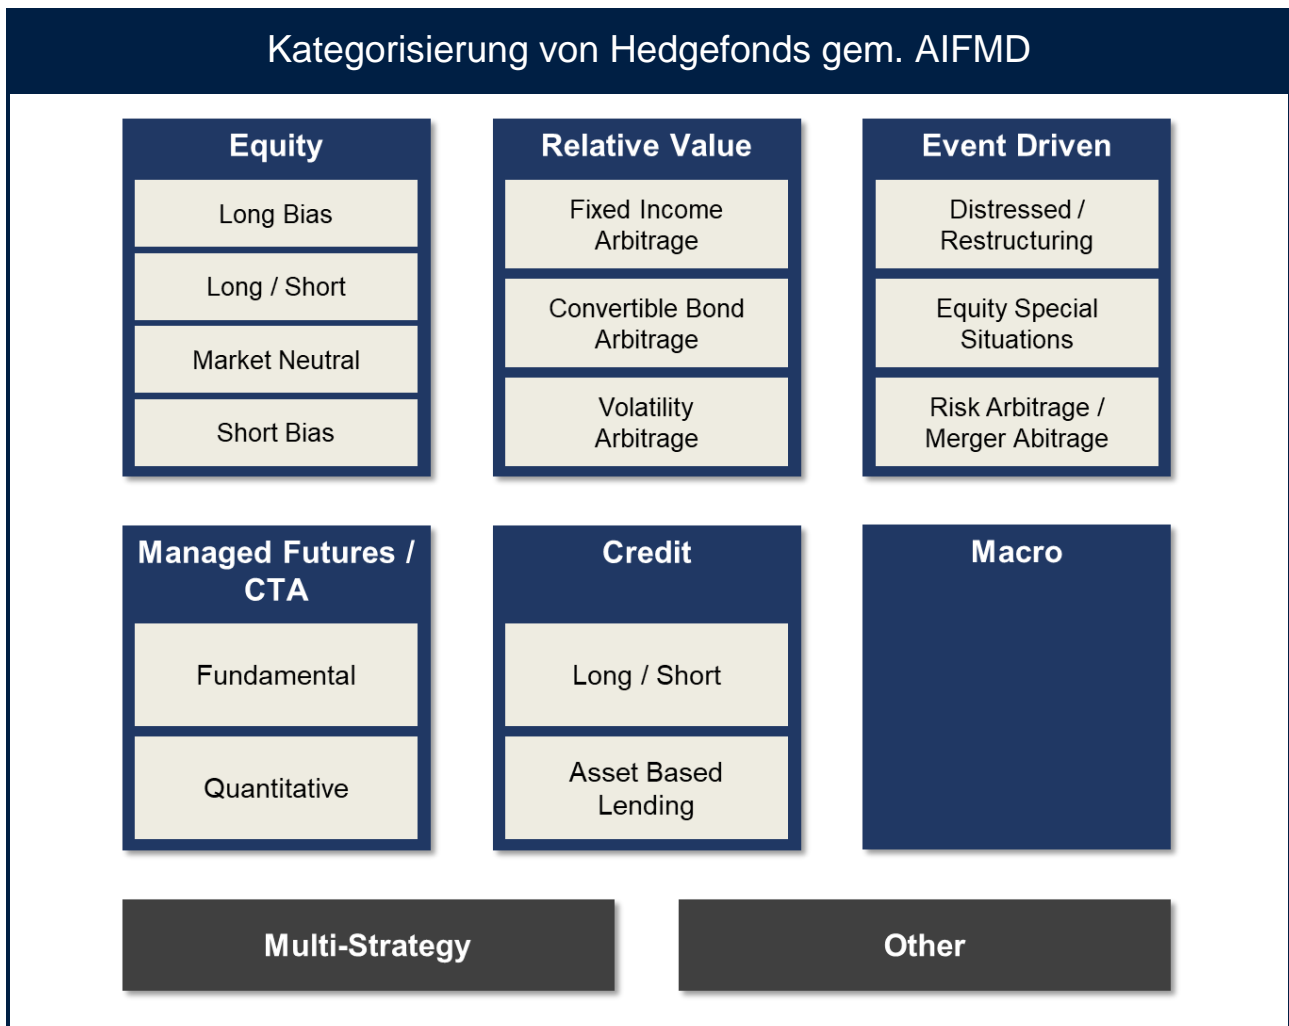 Kategorisierung von Hedgefonds gem. AIFMD
Equity
Long Bias
Long / Short
Market Neutral
Short Bias
Relative Value
Fixed Income
Arbitrage
Convertible Bond
Arbitrage
Volatility
Arbitrage
Event Driven
Distressed /
Restructuring
Equity Special
Situations
Risk Arbitrage /
Merger Abitrage
Managed Futures /
CTA
Fundamental
Quantitative
Credit
Long / Short
Asset Based
Lending
Macro
Multi-Strategy
Other